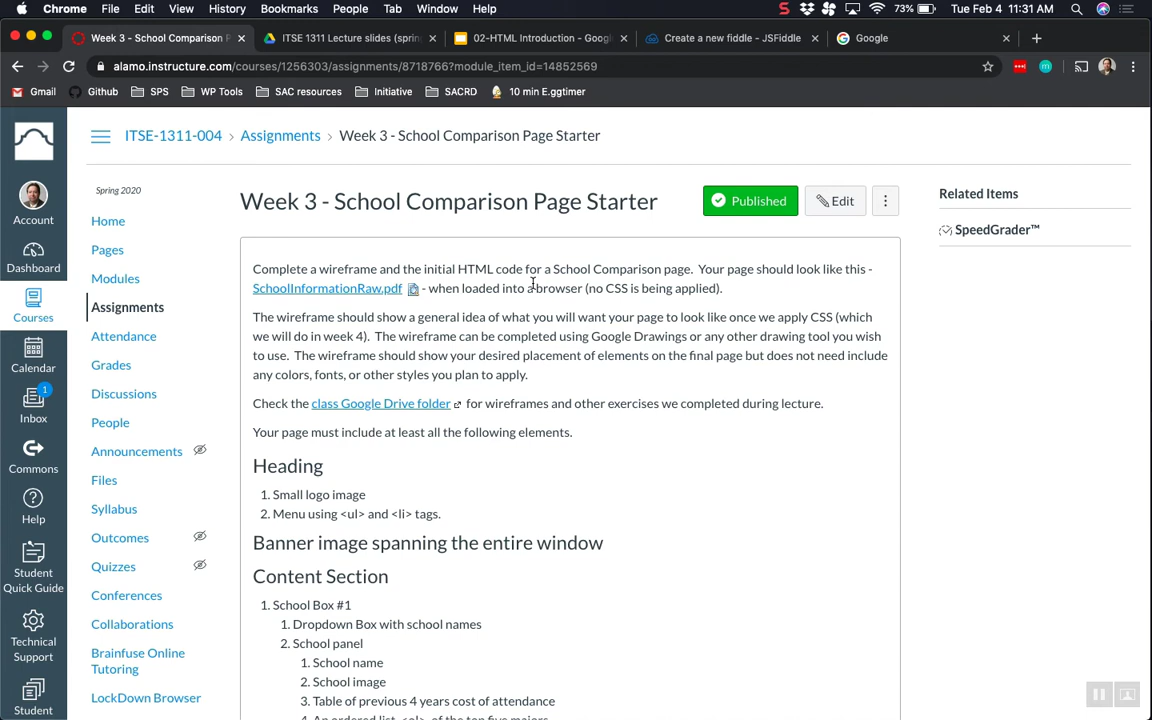 Chrome File Edit View History Bookmarks People Tab Window Help 73% Tue Feb 4 11:31 AM
Week 3 - School Comparison P ITSE 1311 Lecture slides (sprin 02-HTML Introduction - Goog Create a new fiddle - JSFiddle Google
alamo.instructure.com/courses/1256303/assignments/8718766?module_item_id=14852569
Gmail Github SPS WP Tools SAC resources Initiative SACRD 10 min E.ggtimer
ITSE-1311-004 > Assignments > Week 3 - School Comparison Page Starter
Account
Dashboard
Courses
Calendar
1
Inbox
Commons
Help
Student
Quick Guide
Technical
Support
Student
Spring 2020
Home
Pages
Modules
Assignments
Attendance
Grades
Discussions
People
Announcements
Files
Syllabus
Outcomes
Quizzes
Conferences
Collaborations
Brainfuse Online
Tutoring
LockDown Browser
Week 3 - School Comparison Page Starter
Published Edit
Complete a wireframe and the initial HTML code for a School Comparison page. Your page should look like this -
SchoolInformationRaw.pdf - when loaded into a browser (no CSS is being applied).
The wireframe should show a general idea of what you will want your page to look like once we apply CSS (which
we will do in week 4). The wireframe can be completed using Google Drawings or any other drawing tool you wish
to use. The wireframe should show your desired placement of elements on the final page but does not need include
any colors, fonts, or other styles you plan to apply.
Check the class Google Drive folder for wireframes and other exercises we completed during lecture.
Your page must include at least all the following elements.
Heading
1. Small logo image
2. Menu using <ul> and <li> tags.
Banner image spanning the entire window
Content Section
1. School Box #1
1. Dropdown Box with school names
2. School panel
1. School name
2. School image
3. Table of previous 4 years cost of attendance
4. An ordered list <ol> of the top five majors
Related Items
SpeedGrader™